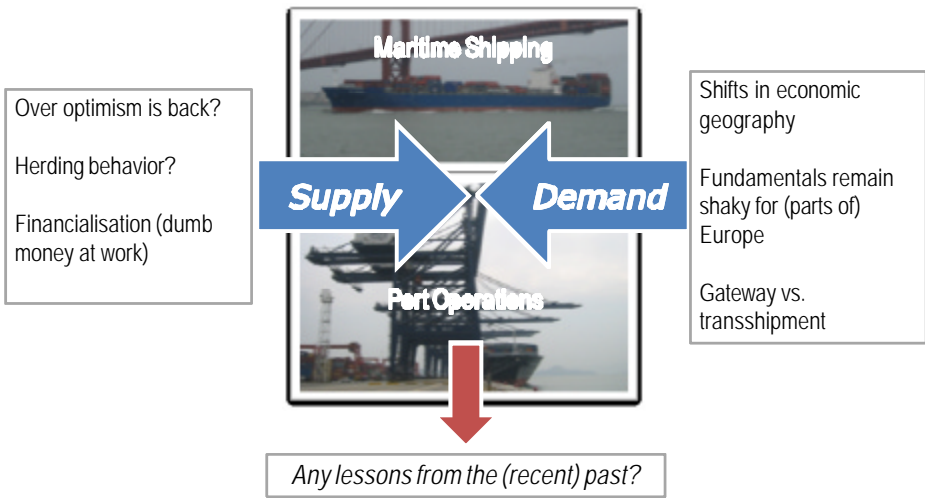 Maritime Shipping
Over optimism is back?
Herding behavior?
Financialisation (dumb
money at work)
Supply
Demand
Shifts in economic
geography
Fundamentals remain
shaky for (parts of)
Europe
Gateway vs.
transshipment
Port Operations
Any lessons from the (recent) past?